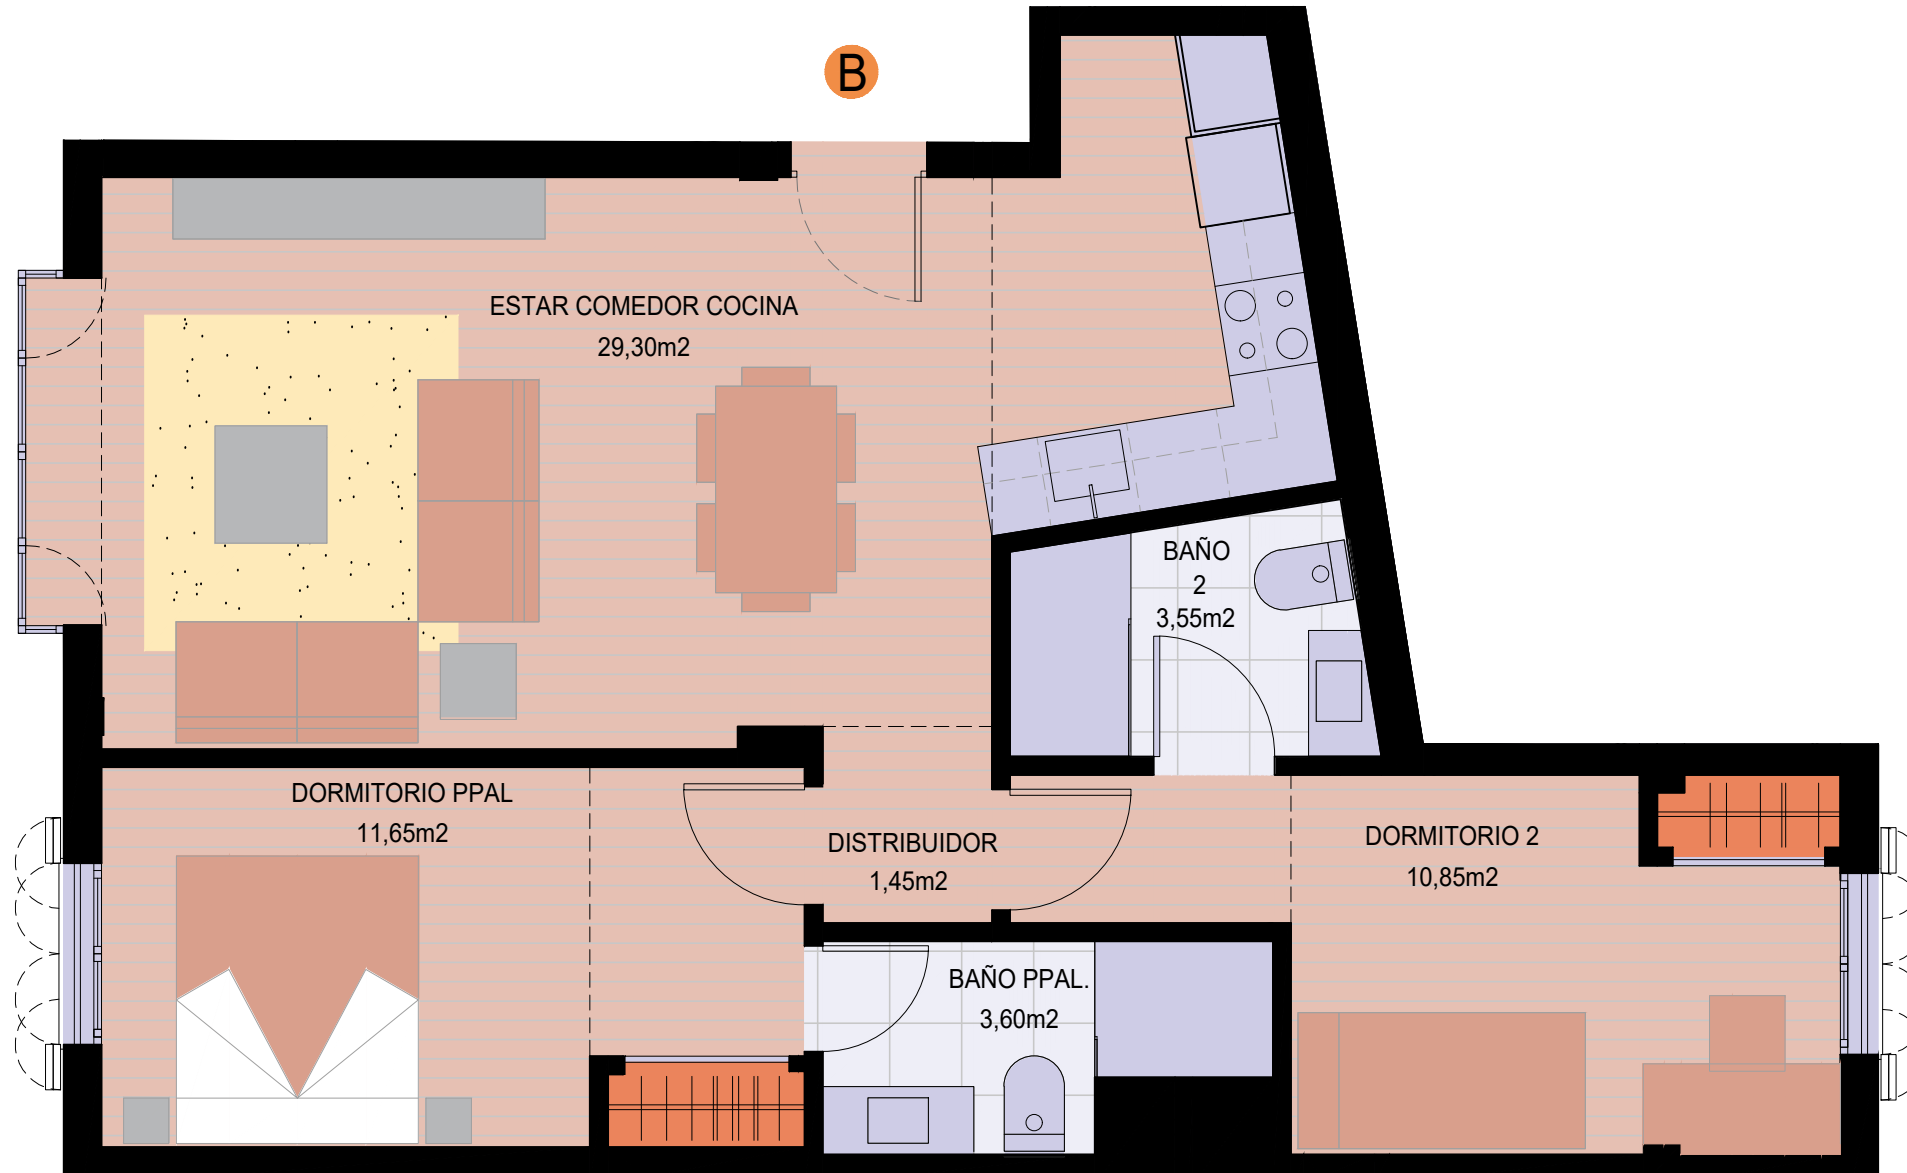 B
ESTAR COMEDOR COCINA
29,30m2
BAÑO
2
3,55m2
DORMITORIO PPAL
11,65m2
DISTRIBUIDOR
1,45m2
DORMITORIO 2
10,85m2
BAÑO PPAL.
3,60m2